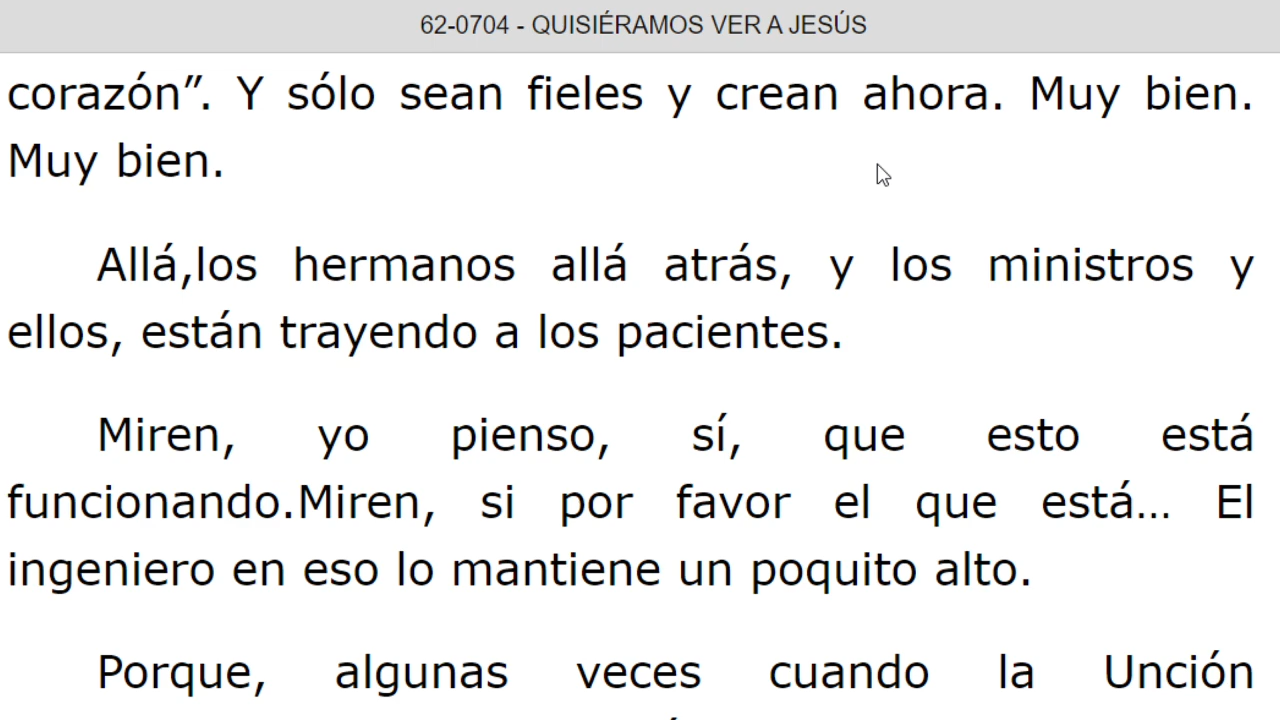 62-0704 - QUISIÉRAMOS VER A JESÚS
corazón”. Y sólo sean fieles y crean ahora. Muy bien.
Muy bien.
Allá,los hermanos allá atrás, y los ministros y
ellos, están trayendo a los pacientes.
Miren, yo pienso, sí, que esto está
funcionando.Miren, si por favor el que está... El
ingeniero en eso lo mantiene un poquito alto.
Porque, algunas veces cuando la Unción